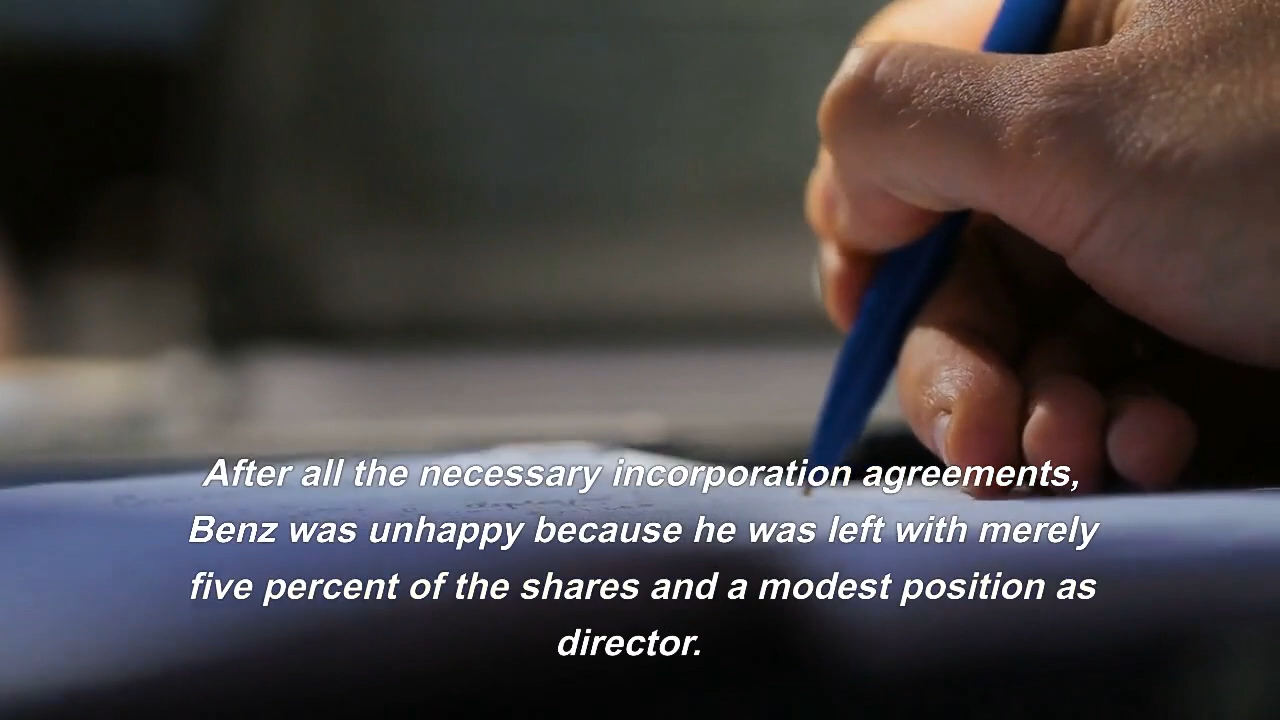 After all the necessary incorporation agreements,
Benz was unhappy because he was left with merely
five percent of the shares and a modest position as
director.